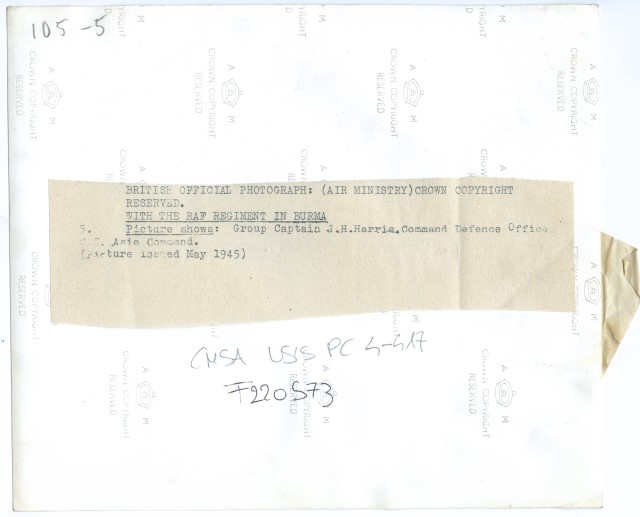 105-5
BRITISH OFFICIAL PHOTOGRAPH: (AIR MINISTRY)CROWN COPYRIGHT
RESERVED.
WITH THE RAF REGIMENT IN BURMA
5. Picture shows: Group Captain J.H.Harris.Command Defence Officer
Asia Command.
(Picture issued May 1945)
CMSA USIS PC 4-417
F220573
A M
CROWN COPYRIGHT
RESERVED